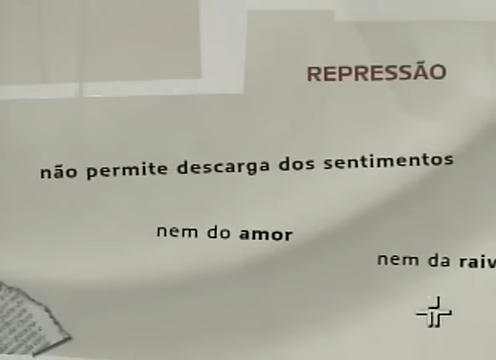 REPRESSÃO
não permite descarga dos sentimentos
nem do amor
nem da raiv